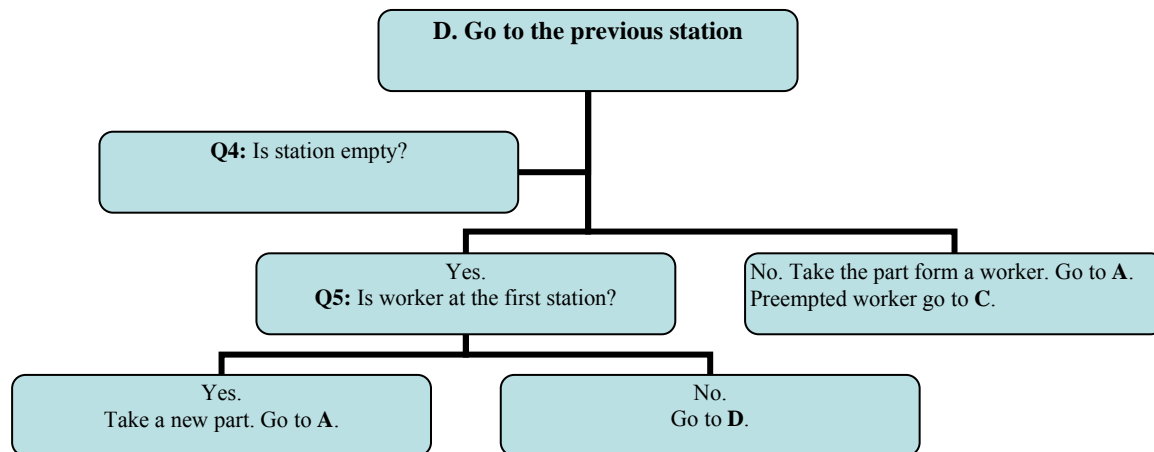 D. Go to the previous station
Q4: Is station empty?
Yes.
Q5: Is worker at the first station?
No. Take the part form a worker. Go to A.
Preempted worker go to C.
Yes.
Take a new part. Go to A.
No.
Go to D.